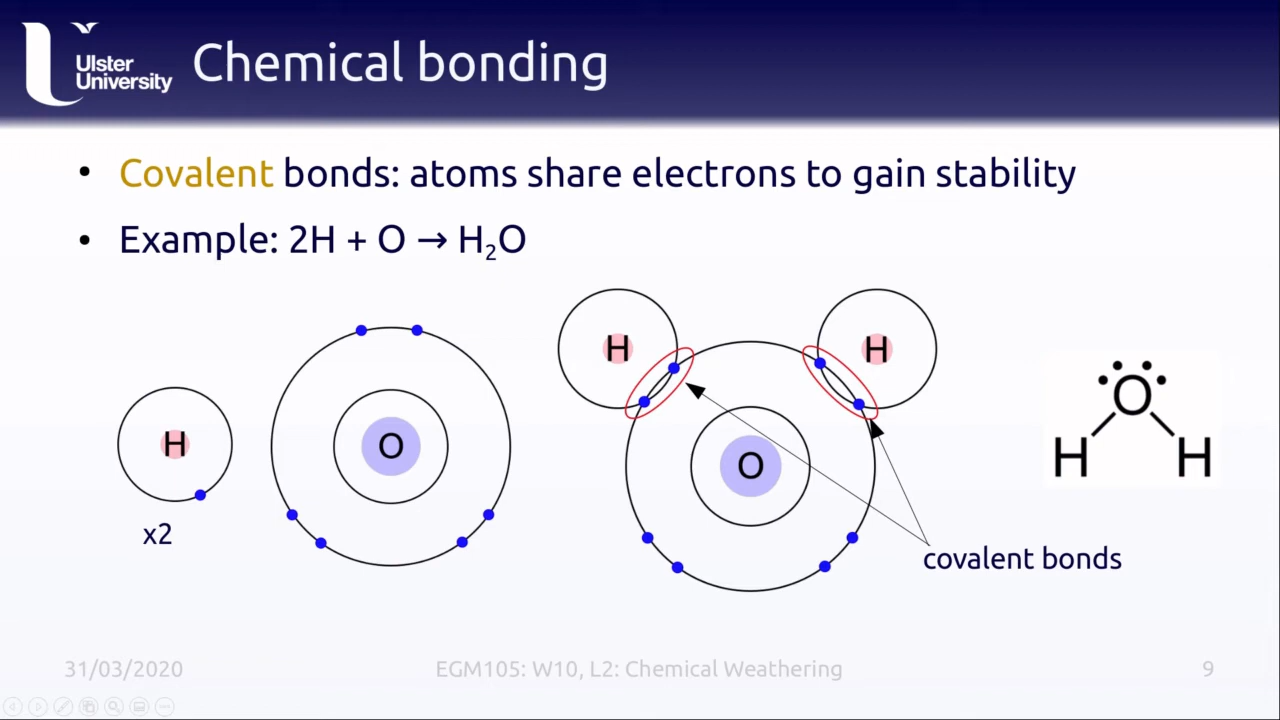 Ulster
University
Chemical bonding
• Covalent bonds: atoms share electrons to gain stability
• Example: 2H + O → H₂O
H
x2
O
H
H
O
covalent bonds
O
H H
31/03/2020
EGM105: W10, L2: Chemical Weathering
9